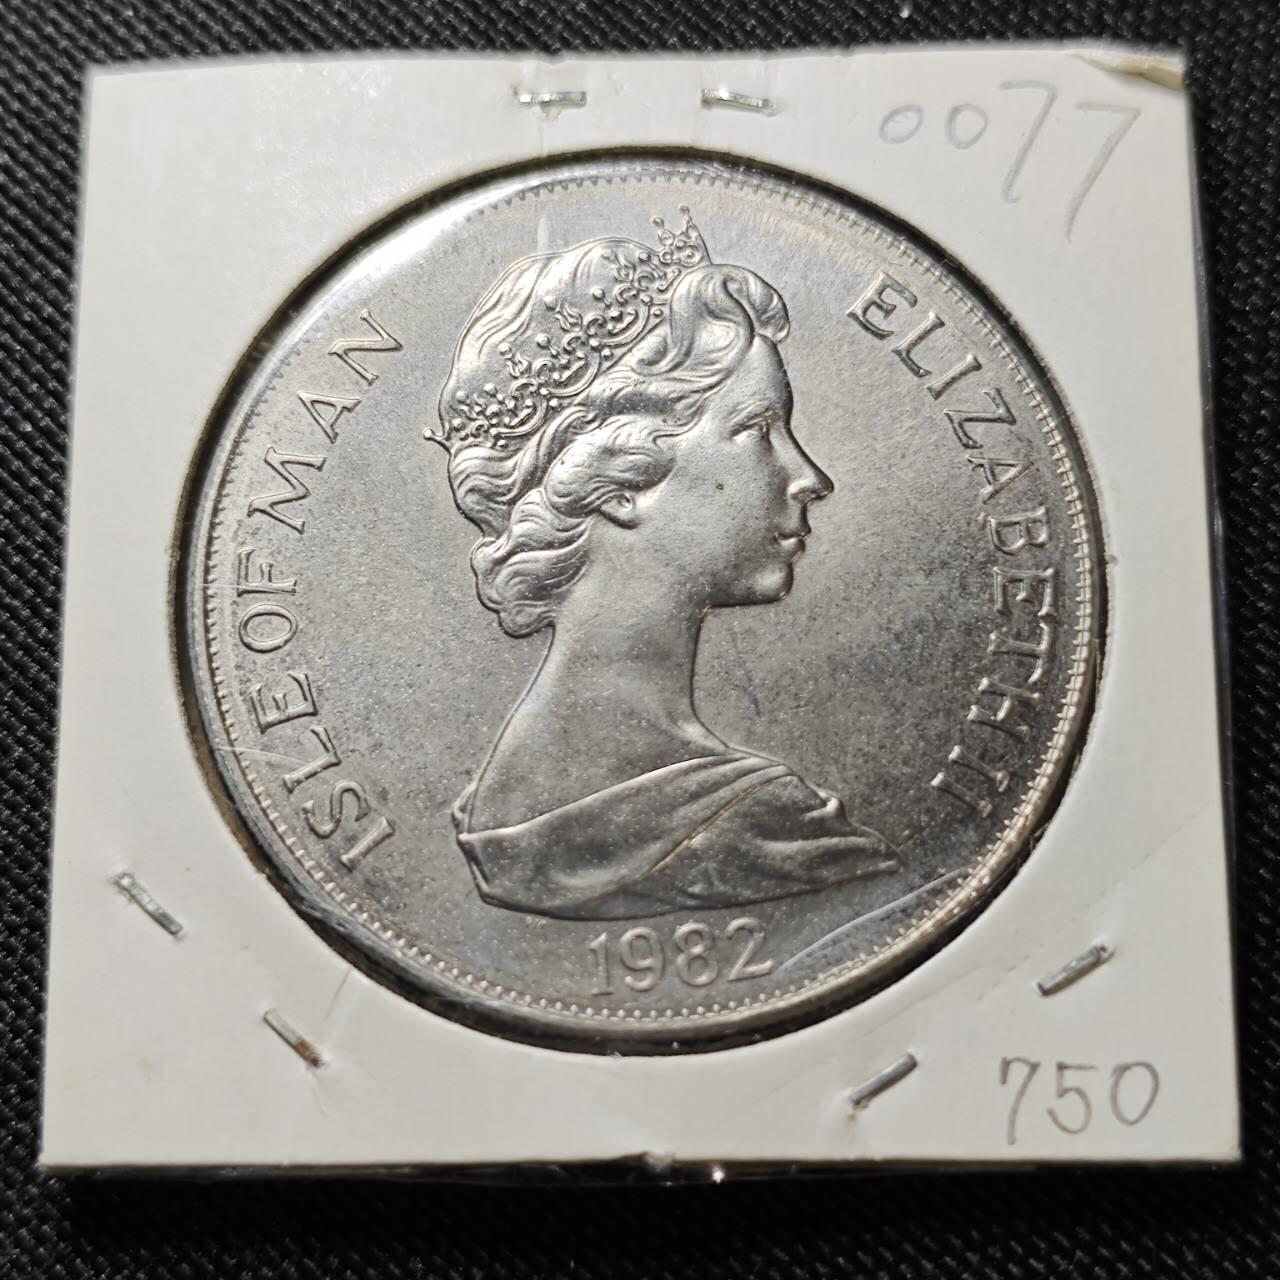 0077
ISLE OF MAN
ELIZABETH II
1982
750